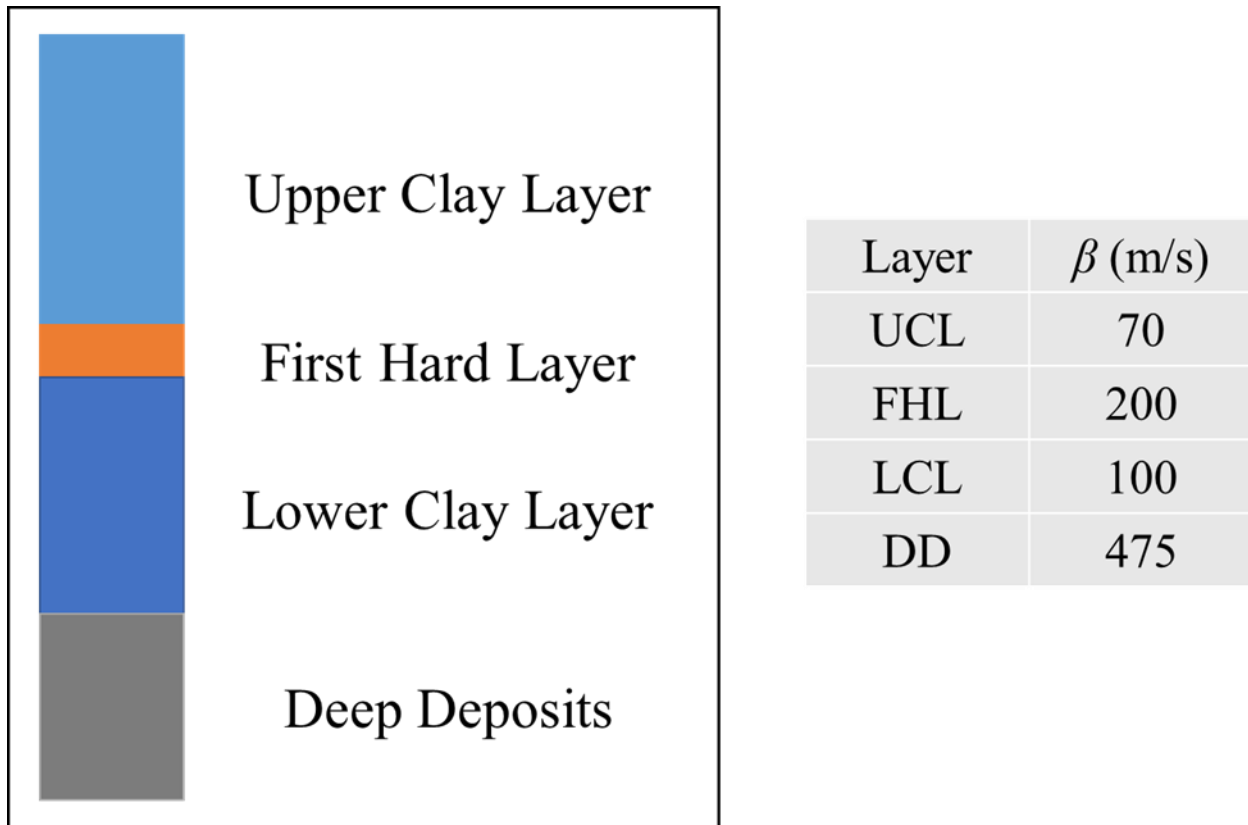 Upper Clay Layer
First Hard Layer
Lower Clay Layer
Deep Deposits
Layer β (m/s)
UCL 70
FHL 200
LCL 100
DD 475